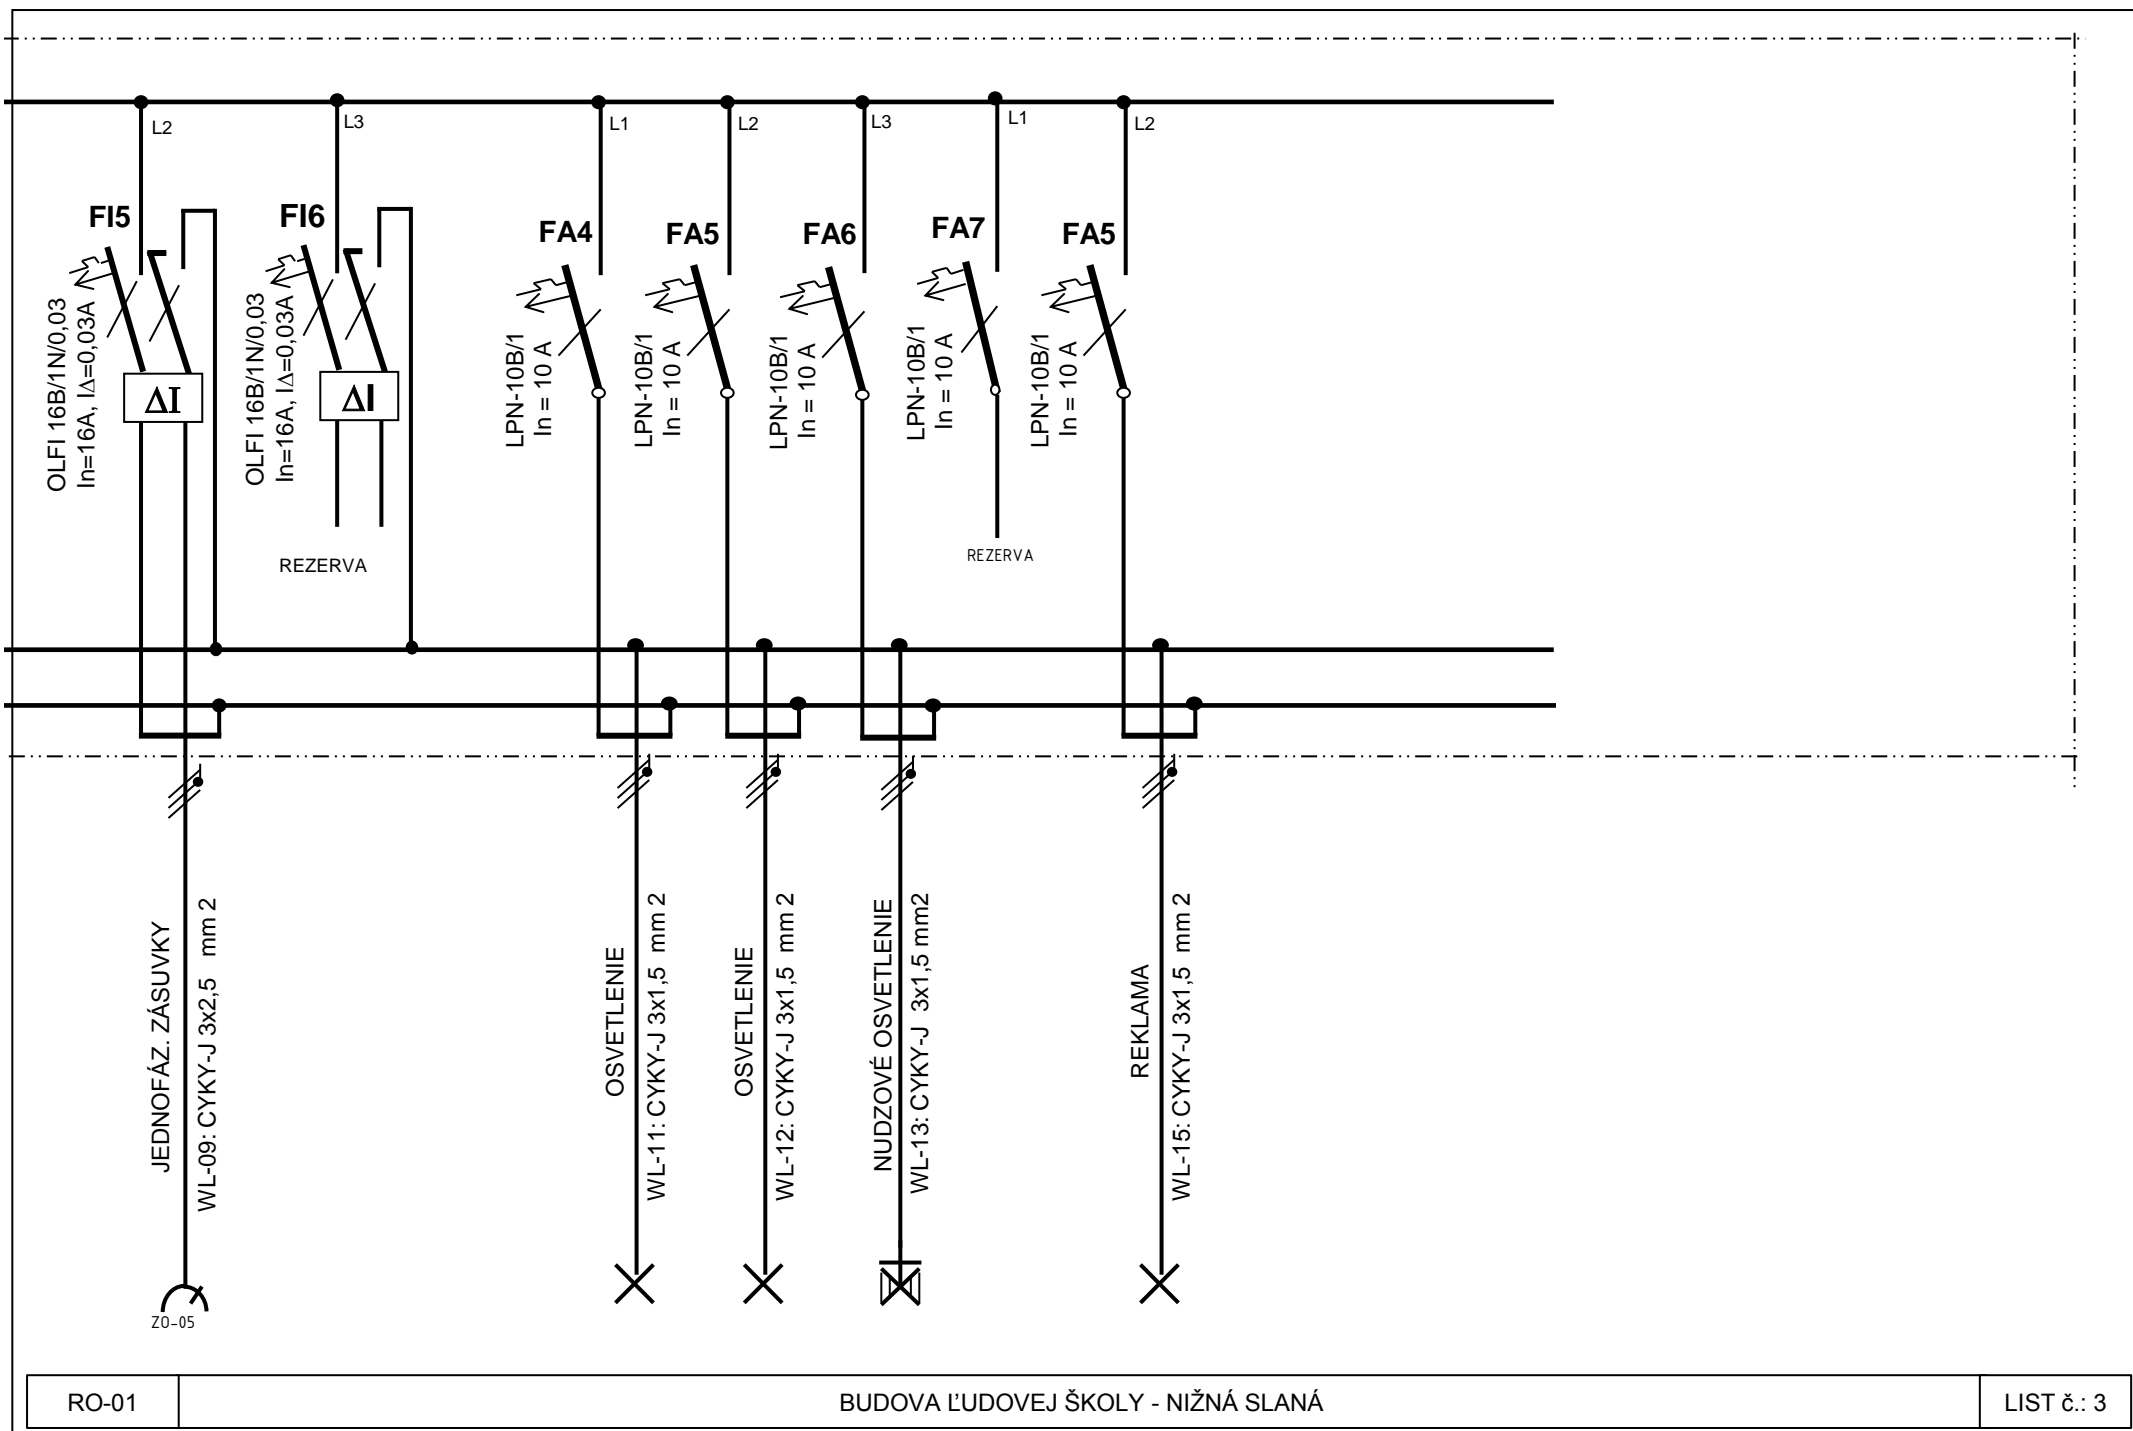 L2
L3
L1
L2
L3
L1
L2
FI5
FI6
FA4
FA5
FA6
FA7
FA5
OLFI 16B/1N/0,03
In=16A, I∆=0,03A
OLFI 16B/1N/0,03
In=16A, I∆=0,03A
LPN-10B/1
In = 10 A
LPN-10B/1
In = 10 A
LPN-10B/1
In = 10 A
LPN-10B/1
In = 10 A
LPN-10B/1
In = 10 A
∆I
∆I
REZERVA
REZERVA
JEDNOFÁZ. ZÁSUVKY
WL-09: CYKY-J 3x2,5 mm 2
OSVETLENIE
WL-11: CYKY-J 3x1,5 mm 2
OSVETLENIE
WL-12: CYKY-J 3x1,5 mm 2
NUDZOVÉ OSVETLENIE
WL-13: CYKY-J 3x1,5 mm2
REKLAMA
WL-15: CYKY-J 3x1,5 mm 2
ZO-05
RO-01
BUDOVA ĽUDOVEJ ŠKOLY - NIŽNÁ SLANÁ
LIST č.: 3